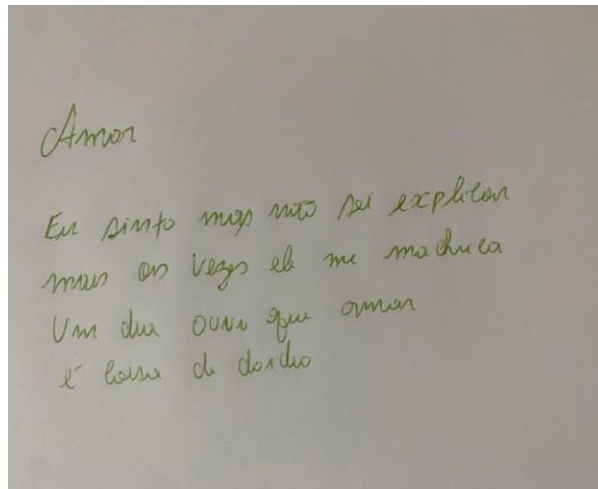 Amor
Eu sinto mas não sei explicar
mais as vezes ele me machuca
Um dia ouvi que amar
é coisa de doido